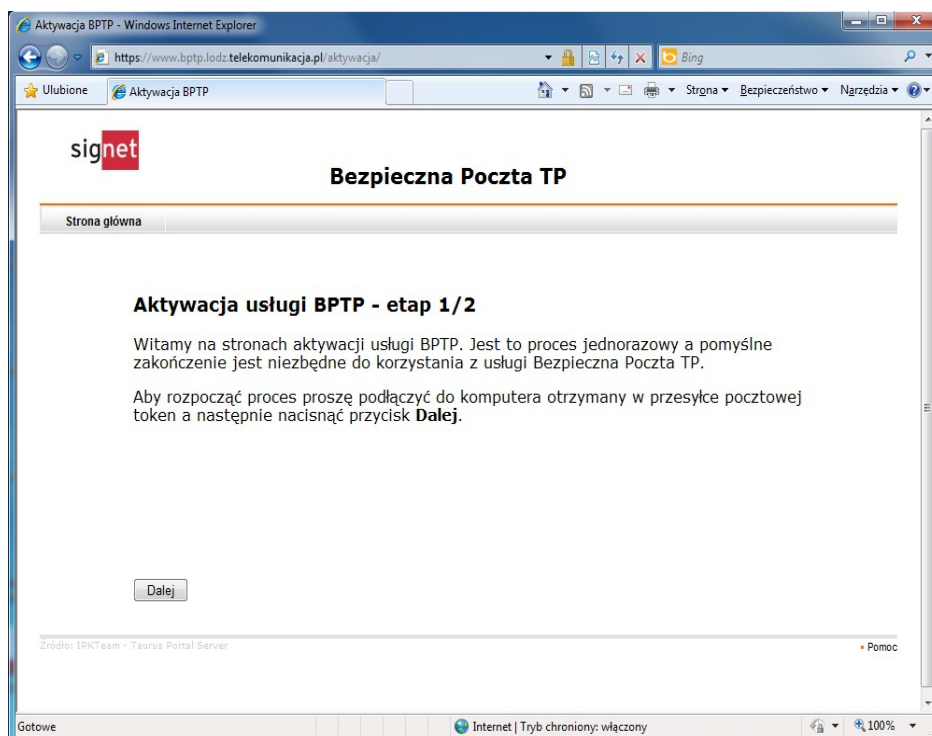 Aktywacja BPTP - Windows Internet Explorer
https://www.bptp.lodz.telekomunikacja.pl/aktywacja/
Bing
Ulubione
Aktywacja BPTP
Strona
Bezpieczeństwo
Narzędzia
signet
Bezpieczna Poczta TP
Strona główna
Aktywacja usługi BPTP - etap 1/2
Witamy na stronach aktywacji usługi BPTP. Jest to proces jednorazowy a pomyślne
zakończenie jest niezbędne do korzystania z usługi Bezpieczna Poczta TP.
Aby rozpocząć proces proszę podłączyć do komputera otrzymany w przesyłce pocztowej
token a następnie nacisnąć przycisk Dalej.
Dalej
Źródło: IPKTeam - Taurus Portal Server
Pomoc
Gotowe
Internet | Tryb chroniony: włączony
100%